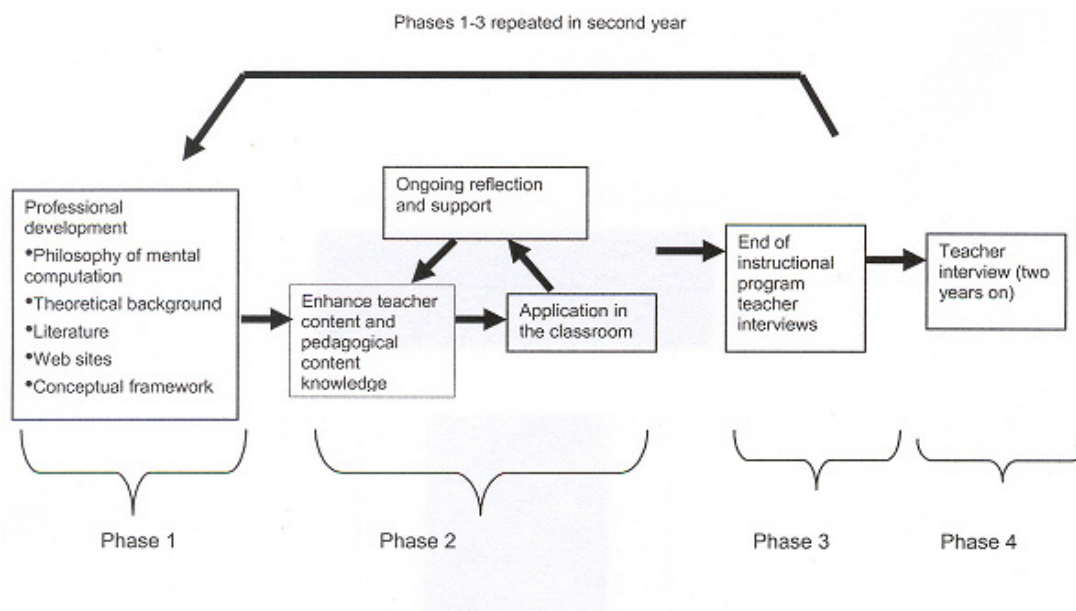 Phases 1-3 repeated in second year
Professional
development
•Philosophy of mental
computation
•Theoretical background
•Literature
•Web sites
•Conceptual framework
Ongoing reflection
and support
Enhance teacher
content and
pedagogical
content
knowledge
Application in
the classroom
End of
instructional
program
teacher
interviews
Teacher
interview (two
years on)
Phase 1
Phase 2
Phase 3
Phase 4